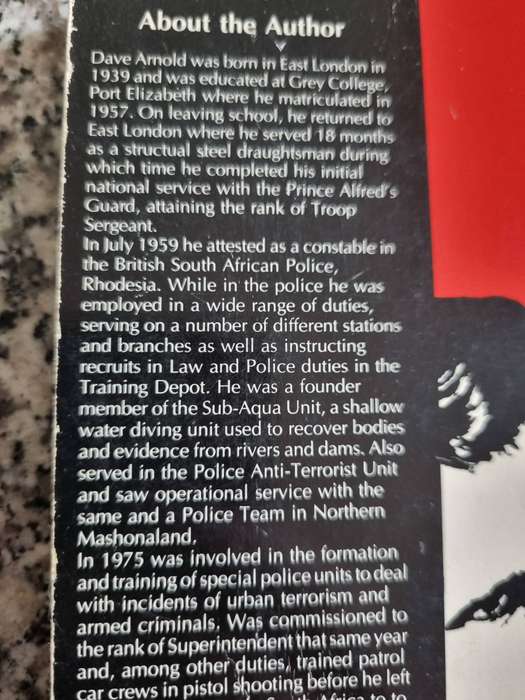 About the Author
Dave Arnold was born in East London in
1939 and was educated at Grey College,
Port Elizabeth where he matriculated in
1957. On leaving school, he returned to
East London where he served 18 months
as a structual steel draughtsman during
which time he completed his initial
national service with the Prince Alfred's
Guard, attaining the rank of Troop
Sergeant.
In July 1959 he attested as a constable in
the British South African Police,
Rhodesia. While in the police he was
employed in a wide range of duties,
serving on a number of different stations
and branches as well as instructing
recruits in Law and Police duties in the
Training Depot. He was a founder
member of the Sub-Aqua Unit, a shallow
water diving unit used to recover bodies
and evidence from rivers and dams. Also
served in the Police Anti-Terrorist Unit
and saw operational service with the
same and a Police Team in Northern
Mashonaland.
In 1975 was involved in the formation
and training of special police units to deal
with incidents of urban terrorism and
armed criminals. Was commissioned to
the rank of Superintendent that same year
and, among other duties, trained patrol
car crews in pistol shooting before he left
Africa to